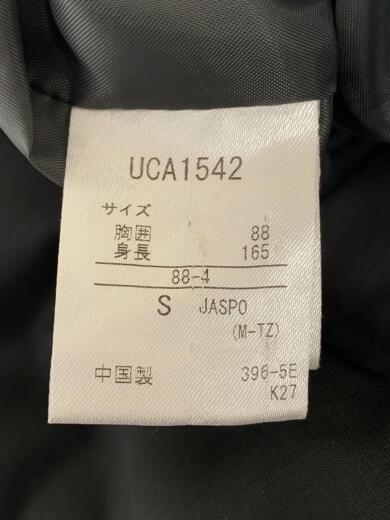 UCA1542
サイズ
胸囲 88
身長 165
88-4
S JASPO
(M-TZ)
中国製 396-5E
K27